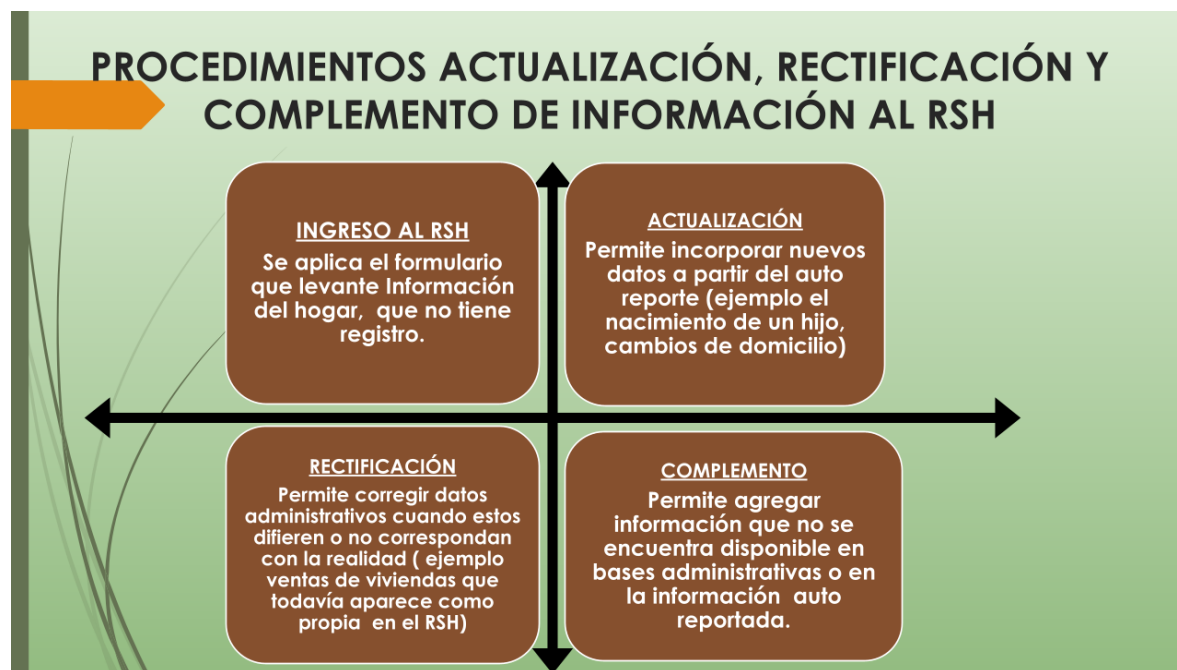 PROCEDIMIENTOS ACTUALIZACIÓN, RECTIFICACIÓN Y
COMPLEMENTO DE INFORMACIÓN AL RSH
INGRESO AL RSH
Se aplica el formulario
que levante Información
del hogar, que no tiene
registro.
ACTUALIZACIÓN
Permite incorporar nuevos
datos a partir del auto
reporte (ejemplo el
nacimiento de un hijo,
cambios de domicilio)
RECTIFICACIÓN
Permite corregir datos
administrativos cuando estos
difieren o no correspondan
con la realidad ( ejemplo
ventas de viviendas que
todavía aparece como
propia en el RSH)
COMPLEMENTO
Permite agregar
información que no se
encuentra disponible en
bases administrativas o en
la información auto
reportada.